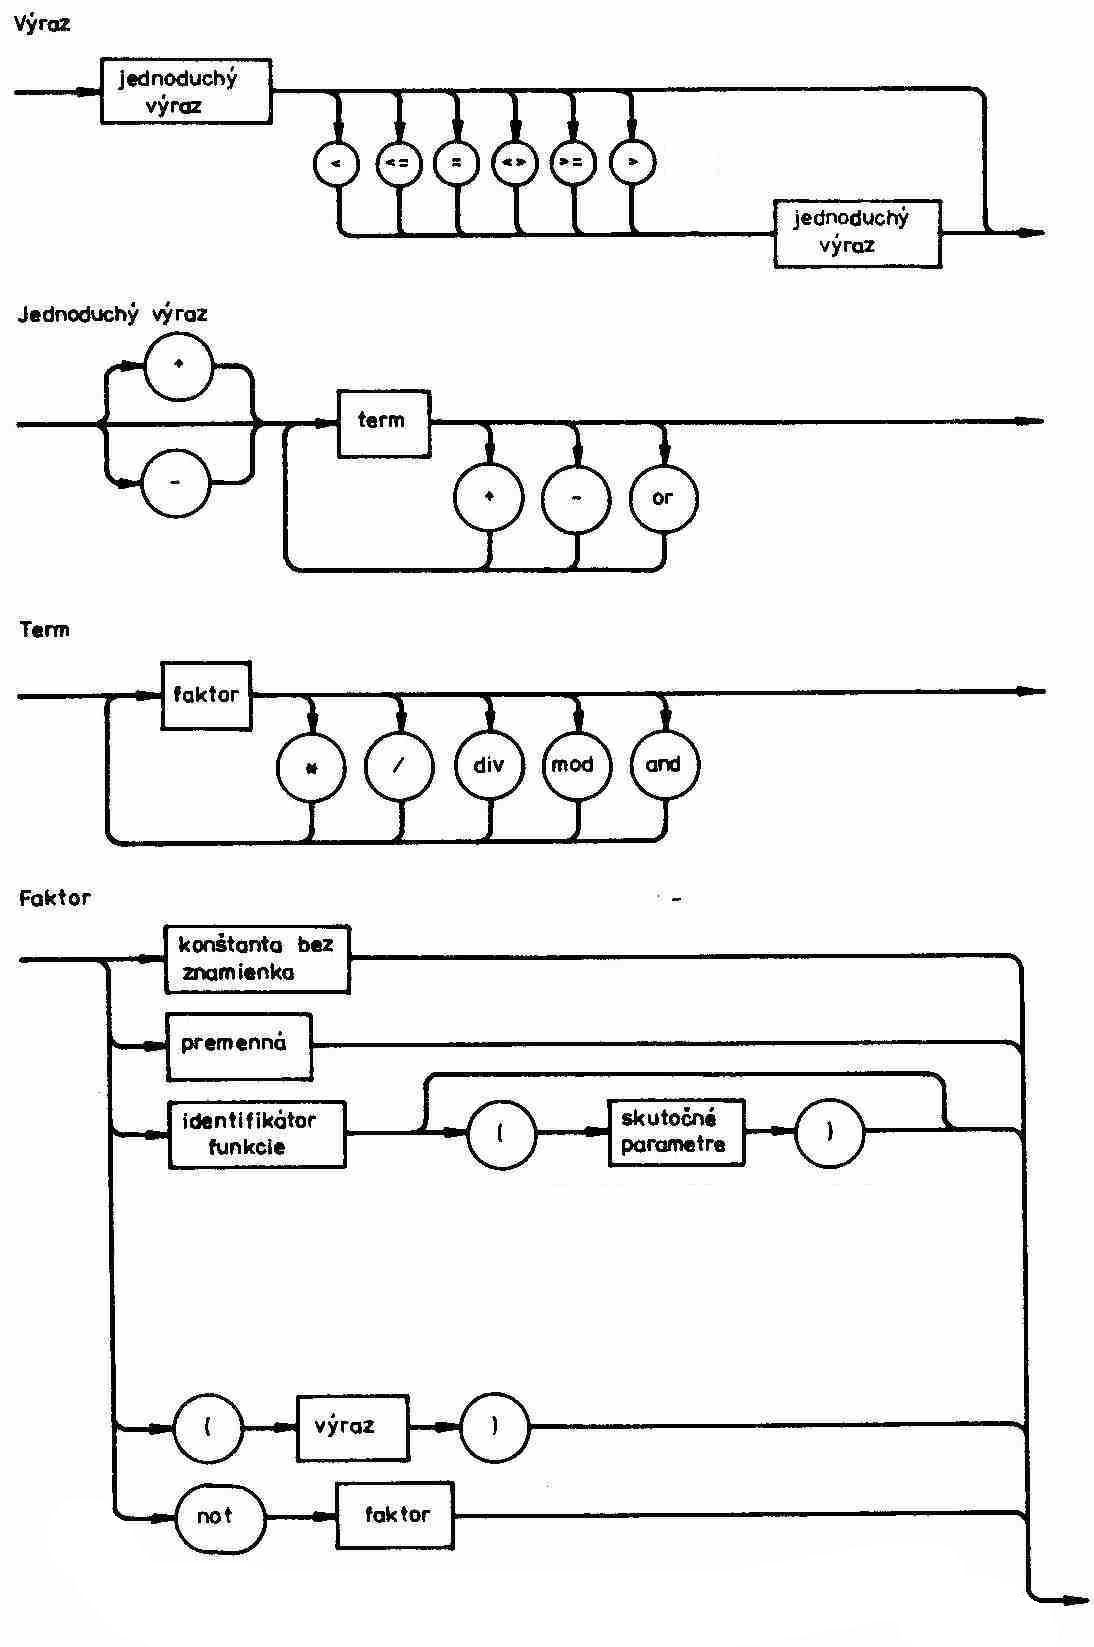 Výraz
jednoduchý
výraz
< <= = <> >= >
jednoduchý
výraz
Jednoduchý výraz
+
term
-
+ - or
Term
faktor
* / div mod and
Faktor
konštanta bez
znamienka
premenná
identifikátor
funkcie
(
skutočné
parametre
)
( výraz )
not faktor